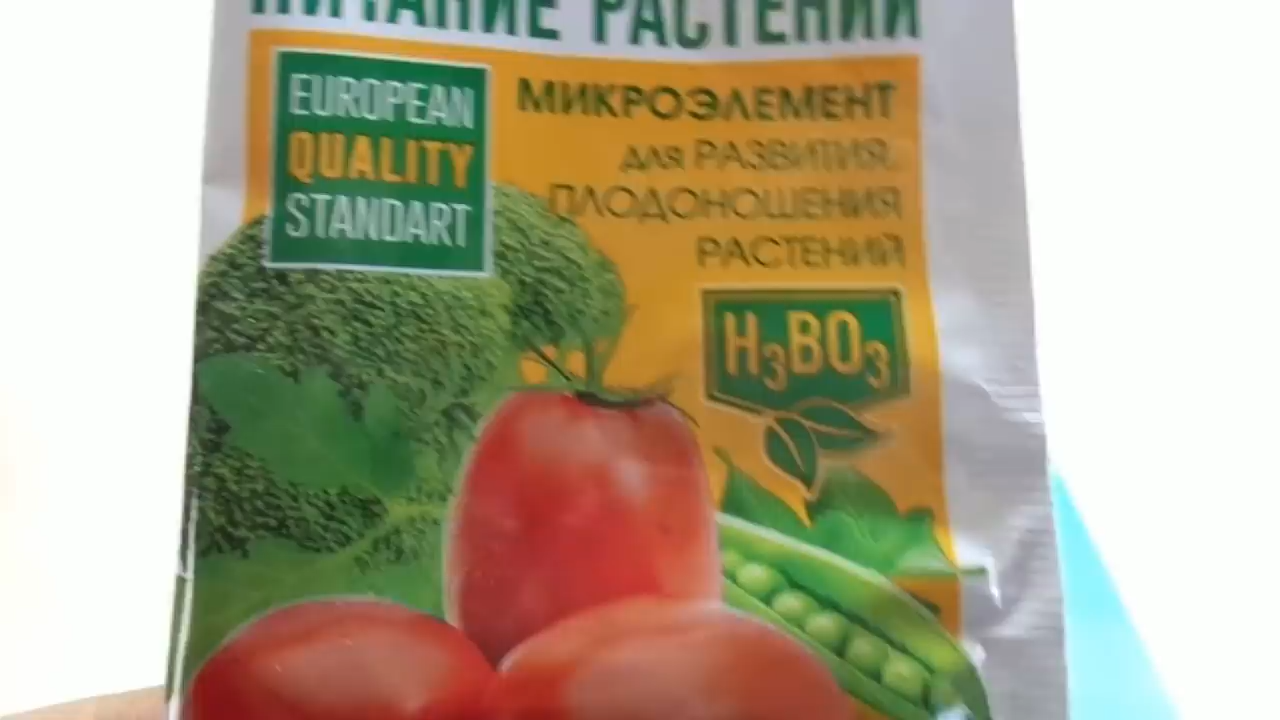 ПИТАНИЕ РАСТЕНИЙ
EUROPEAN
QUALITY
STANDART
МИКРОЭЛЕМЕНТ
для РАЗВИТИЯ,
ПЛОДОНОШЕНИЯ
РАСТЕНИЙ
H₃BO₃